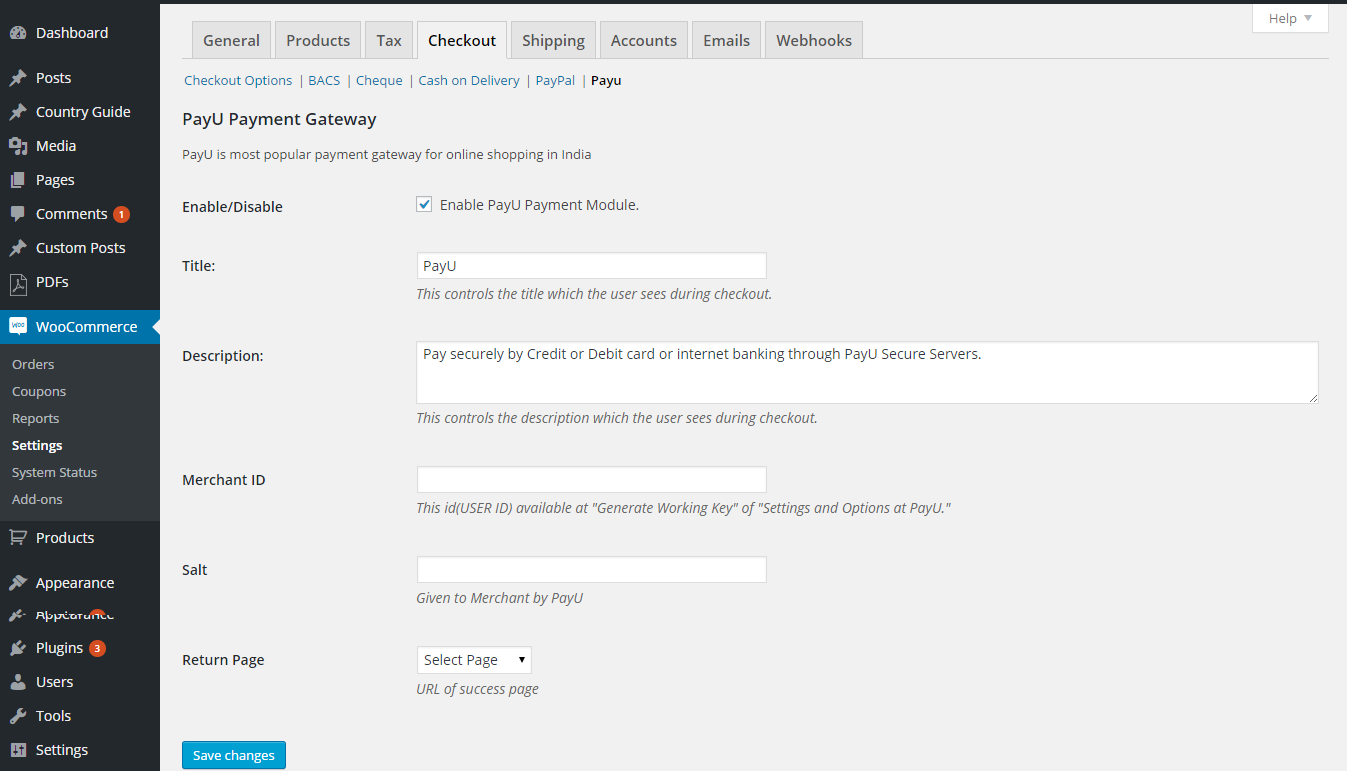 Dashboard
Posts
Country Guide
Media
Pages
Comments 1
Custom Posts
PDFs
WooCommerce
Orders
Coupons
Reports
Settings
System Status
Add-ons
Products
Appearance
Appearance
Plugins 3
Users
Tools
Settings
Help
General Products Tax Checkout Shipping Accounts Emails Webhooks
Checkout Options | BACS | Cheque | Cash on Delivery | PayPal | Payu
PayU Payment Gateway
PayU is most popular payment gateway for online shopping in India
Enable/Disable Enable PayU Payment Module.
Title: PayU
This controls the title which the user sees during checkout.
Description: Pay securely by Credit or Debit card or internet banking through PayU Secure Servers.
This controls the description which the user sees during checkout.
Merchant ID
This id(USER ID) available at "Generate Working Key" of "Settings and Options at PayU."
Salt
Given to Merchant by PayU
Return Page Select Page
URL of success page
Save changes